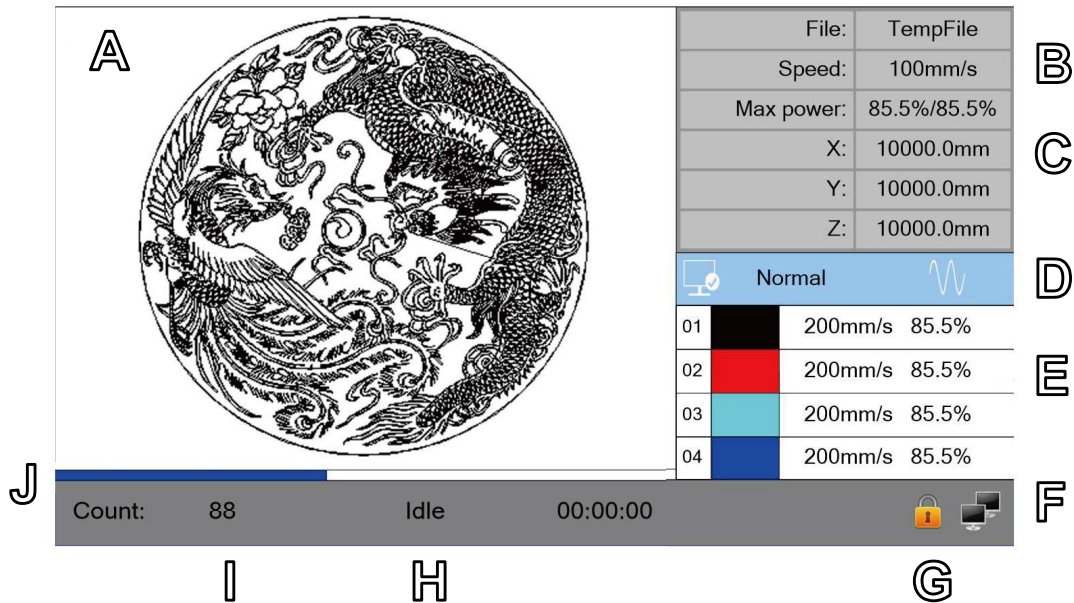 A
File: TempFile
Speed: 100mm/s
B
Max power: 85.5%/85.5%
X: 10000.0mm
C
Y: 10000.0mm
Z: 10000.0mm
Normal
D
01 200mm/s 85.5%
02 200mm/s 85.5%
E
03 200mm/s 85.5%
04 200mm/s 85.5%
J
Count: 88 Idle 00:00:00
F
I H G